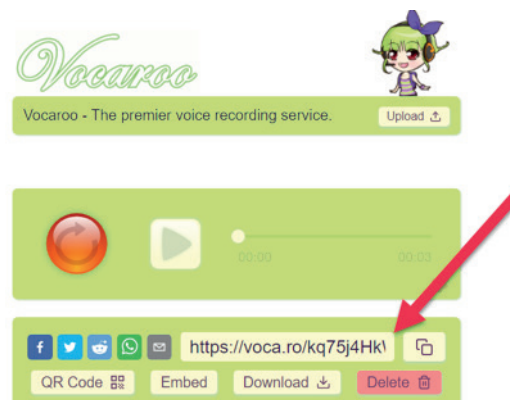 Vocaroo
Vocaroo - The premier voice recording service.
Upload
00:00
00:03
f
https://voca.ro/kq75j4Hk
QR Code
Embed
Download
Delete